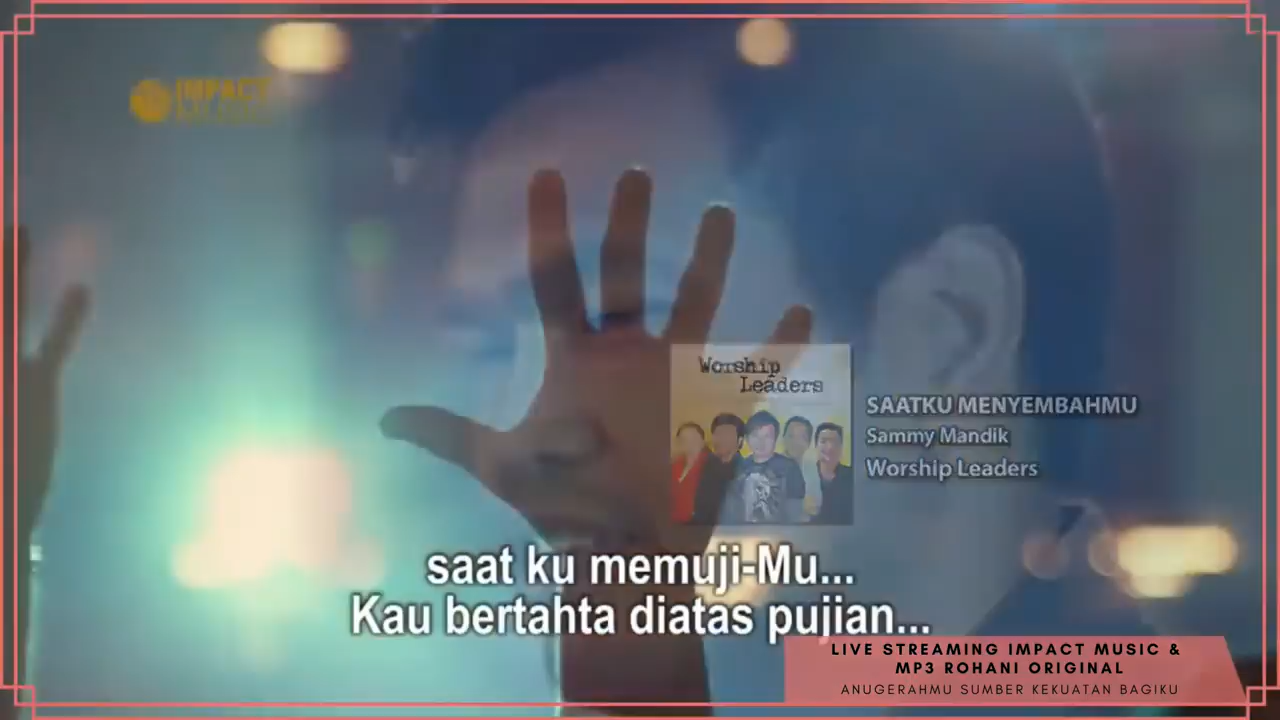 IMPACT
Worship
Leaders
SAATKU MENYEMBAHMU
Sammy Mandik
Worship Leaders
saat ku memuji-Mu...
Kau bertahta diatas pujian...
LIVE STREAMING IMPACT MUSIC &
MP3 ROHANI ORIGINAL
ANUGERAHMU SUMBER KEKUATAN BAGIKU